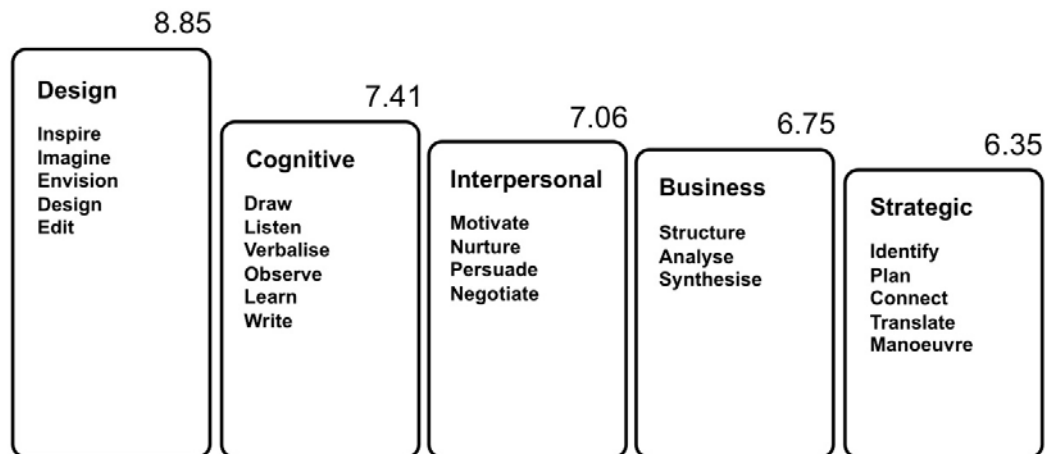 8.85
Design
Inspire
Imagine
Envision
Design
Edit
7.41
Cognitive
Draw
Listen
Verbalise
Observe
Learn
Write
7.06
Interpersonal
Motivate
Nurture
Persuade
Negotiate
6.75
Business
Structure
Analyse
Synthesise
6.35
Strategic
Identify
Plan
Connect
Translate
Manoeuvre